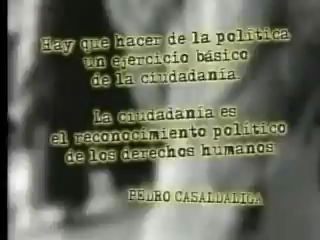 Hay que hacer de la política
un ejercicio básico
de la ciudadanía.
La ciudadanía es
el reconocimiento político
de los derechos humanos
PEDRO CASALDALIGA